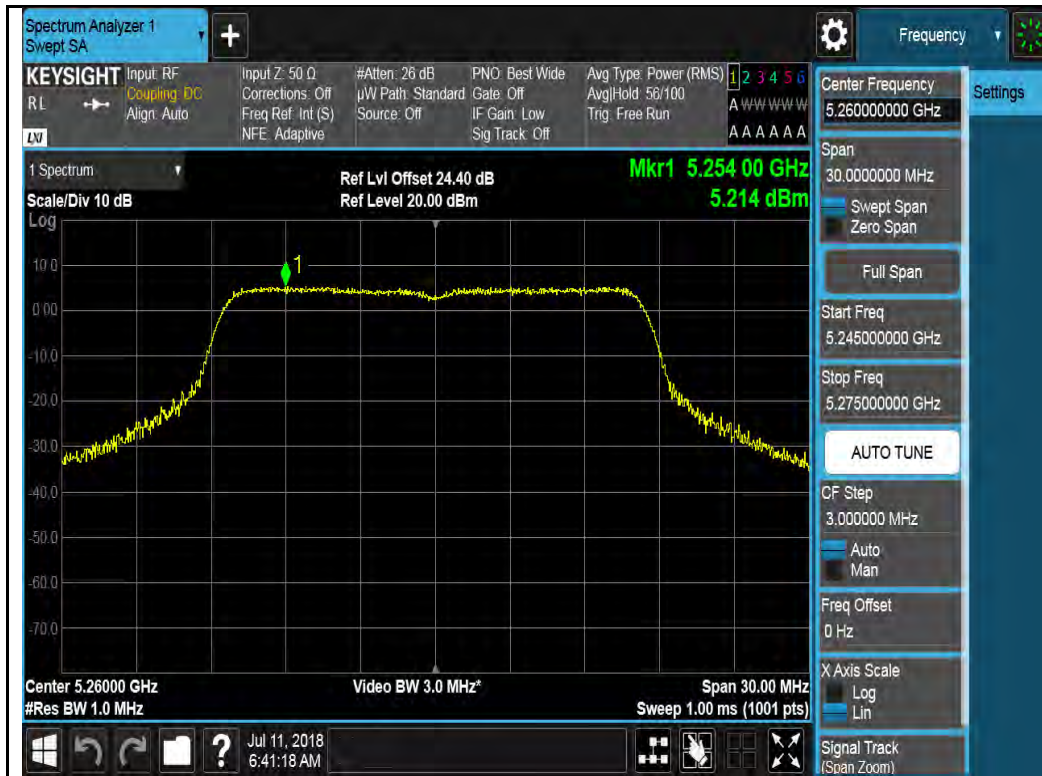 Spectrum Analyzer 1
Swept SA
+
Frequency
KEYSIGHT
Input: RF
Coupling: DC
Align: Auto
Input Z: 50 Ω
Corrections: Off
Freq Ref: Int (S)
NFE: Adaptive
#Atten: 26 dB
µW Path: Standard
Source: Off
PNO: Best Wide
Gate: Off
IF Gain: Low
Sig Track: Off
Avg Type: Power (RMS)
Avg|Hold: 56/100
Trig: Free Run
1 2 3 4 5 6
A W W W W W
A A A A A A
R L
LXI
1 Spectrum
Scale/Div 10 dB
Log
Ref Lvl Offset 24.40 dB
Ref Level 20.00 dBm
Mkr1 5.254 00 GHz
5.214 dBm
1
10.0
0.00
-10.0
-20.0
-30.0
-40.0
-50.0
-60.0
-70.0
Center 5.26000 GHz
#Res BW 1.0 MHz
Video BW 3.0 MHz*
Span 30.00 MHz
Sweep 1.00 ms (1001 pts)
?
Jul 11, 2018
6:41:18 AM
Center Frequency
5.260000000 GHz
Settings
Span
30.0000000 MHz
Swept Span
Zero Span
Full Span
Start Freq
5.245000000 GHz
Stop Freq
5.275000000 GHz
AUTO TUNE
CF Step
3.000000 MHz
Auto
Man
Freq Offset
0 Hz
X Axis Scale
Log
Lin
Signal Track
(Span Zoom)